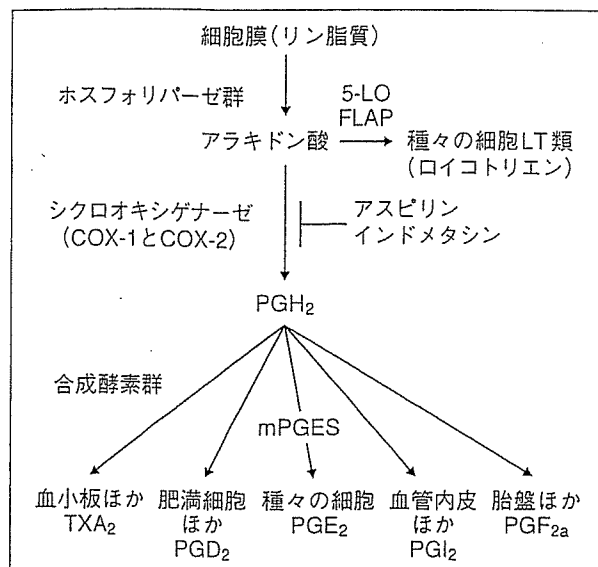 細胞膜(リン脂質)
ホスフォリパーゼ群
5-LO
FLAP
アラキドン酸
種々の細胞LT類
(ロイコトリエン)
シクロオキシゲナーゼ
(COX-1とCOX-2)
アスピリン
インドメタシン
PGH₂
合成酵素群
mPGES
血小板ほか
TXA₂
肥満細胞
ほか
PGD₂
種々の細胞
PGE₂
血管内皮
ほか
PGI₂
胎盤ほか
PGF₂a